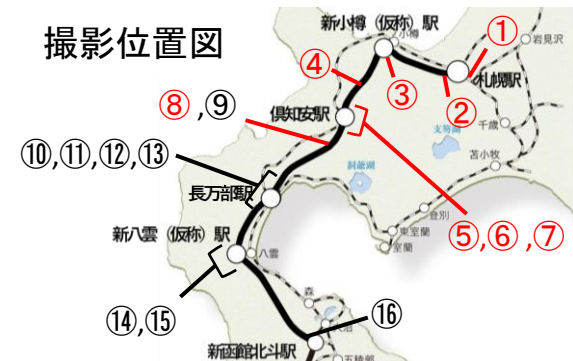 撮影位置図
新小樽（仮称）駅
小樽
①
岩見沢
④
札幌駅
③
②
⑧,⑨
倶知安駅
千歳
支笏湖
苫小牧
⑩,⑪,⑫,⑬
洞爺湖
長万部駅
登別
⑤,⑥,⑦
東室蘭
室蘭
新八雲（仮称）駅
八雲
⑭,⑮
森
⑯
新函館北斗駅
五稜郭